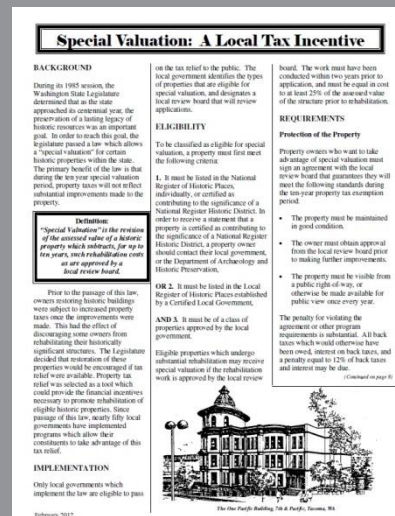 Special Valuation: A Local Tax Incentive
BACKGROUND
During its 1985 session, the
Washington State Legislature
determined that as the state
approached its centennial year, the
preservation of a lasting legacy of
historic resources was an important
goal. In order to reach this goal, the
legislature passed a law which allows
a "special valuation" for certain
historic properties within the state.
The primary benefit of the law is that
during the ten year special valuation
period, property taxes will not reflect
substantial improvements made to the
property.
Definition:
"Special Valuation" is the revision
of the assessed value of a historic
property which subtracts, for up to
ten years, such rehabilitation costs
as are approved by a
local review board.
Prior to the passage of this law,
owners restoring historic buildings
were subject to increased property
taxes once the improvements were
made. This had the effect of
discouraging some owners from
rehabilitating their historically
significant structures. The Legislature
decided that restoration of these
properties would be encouraged if tax
relief were available. Property tax
relief was selected as a tool which
could provide the financial incentives
necessary to promote rehabilitation of
eligible historic properties. Since
passage of this law, nearly fifty local
governments have implemented
programs which allow their
constituents to take advantage of this
tax relief.
IMPLEMENTATION
Only local governments which
implement the law are eligible to pass
on the tax relief to the public. The
local government identifies the types
of properties that are eligible for
special valuation, and designates a
local review board that will review
applications.
ELIGIBILITY
To be classified as eligible for special
valuation, a property must first meet
the following criteria:
1. It must be listed in the National
Register of Historic Places,
individually, or certified as
contributing to the significance of a
National Register Historic District. In
order to receive a statement that a
property is certified as contributing to
the significance of a National Register
Historic District, a property owner
should contact their local government,
or the Department of Archaeology and
Historic Preservation,
OR 2. It must be listed in the Local
Register of Historic Places established
by a Certified Local Government,
AND 3. It must be of a class of
properties approved by the local
government.
Eligible properties which undergo
substantial rehabilitation may receive
special valuation if the rehabilitation
work is approved by the local review
board. The work must have been
conducted within two years prior to
application, and must be equal in cost
to at least 25% of the assessed value
of the structure prior to rehabilitation.
REQUIREMENTS
Protection of the Property
Property owners who want to take
advantage of special valuation must
sign an agreement with the local
review board that guarantees they will
meet the following standards during
the ten-year property tax exemption
period:
• The property must be maintained
in good condition.
• The owner must obtain approval
from the local review board prior
to making further improvements.
• The property must be visible from
a public right-of-way, or
otherwise be made available for
public view once every year.
The penalty for violating the
agreement or other program
requirements is substantial. All back
taxes which would otherwise have
been owed, interest on back taxes, and
a penalty equal to 12% of back taxes
and interest may be due.
The One Pacific Building, 7th & Pacific, Tacoma, WA
February 2012